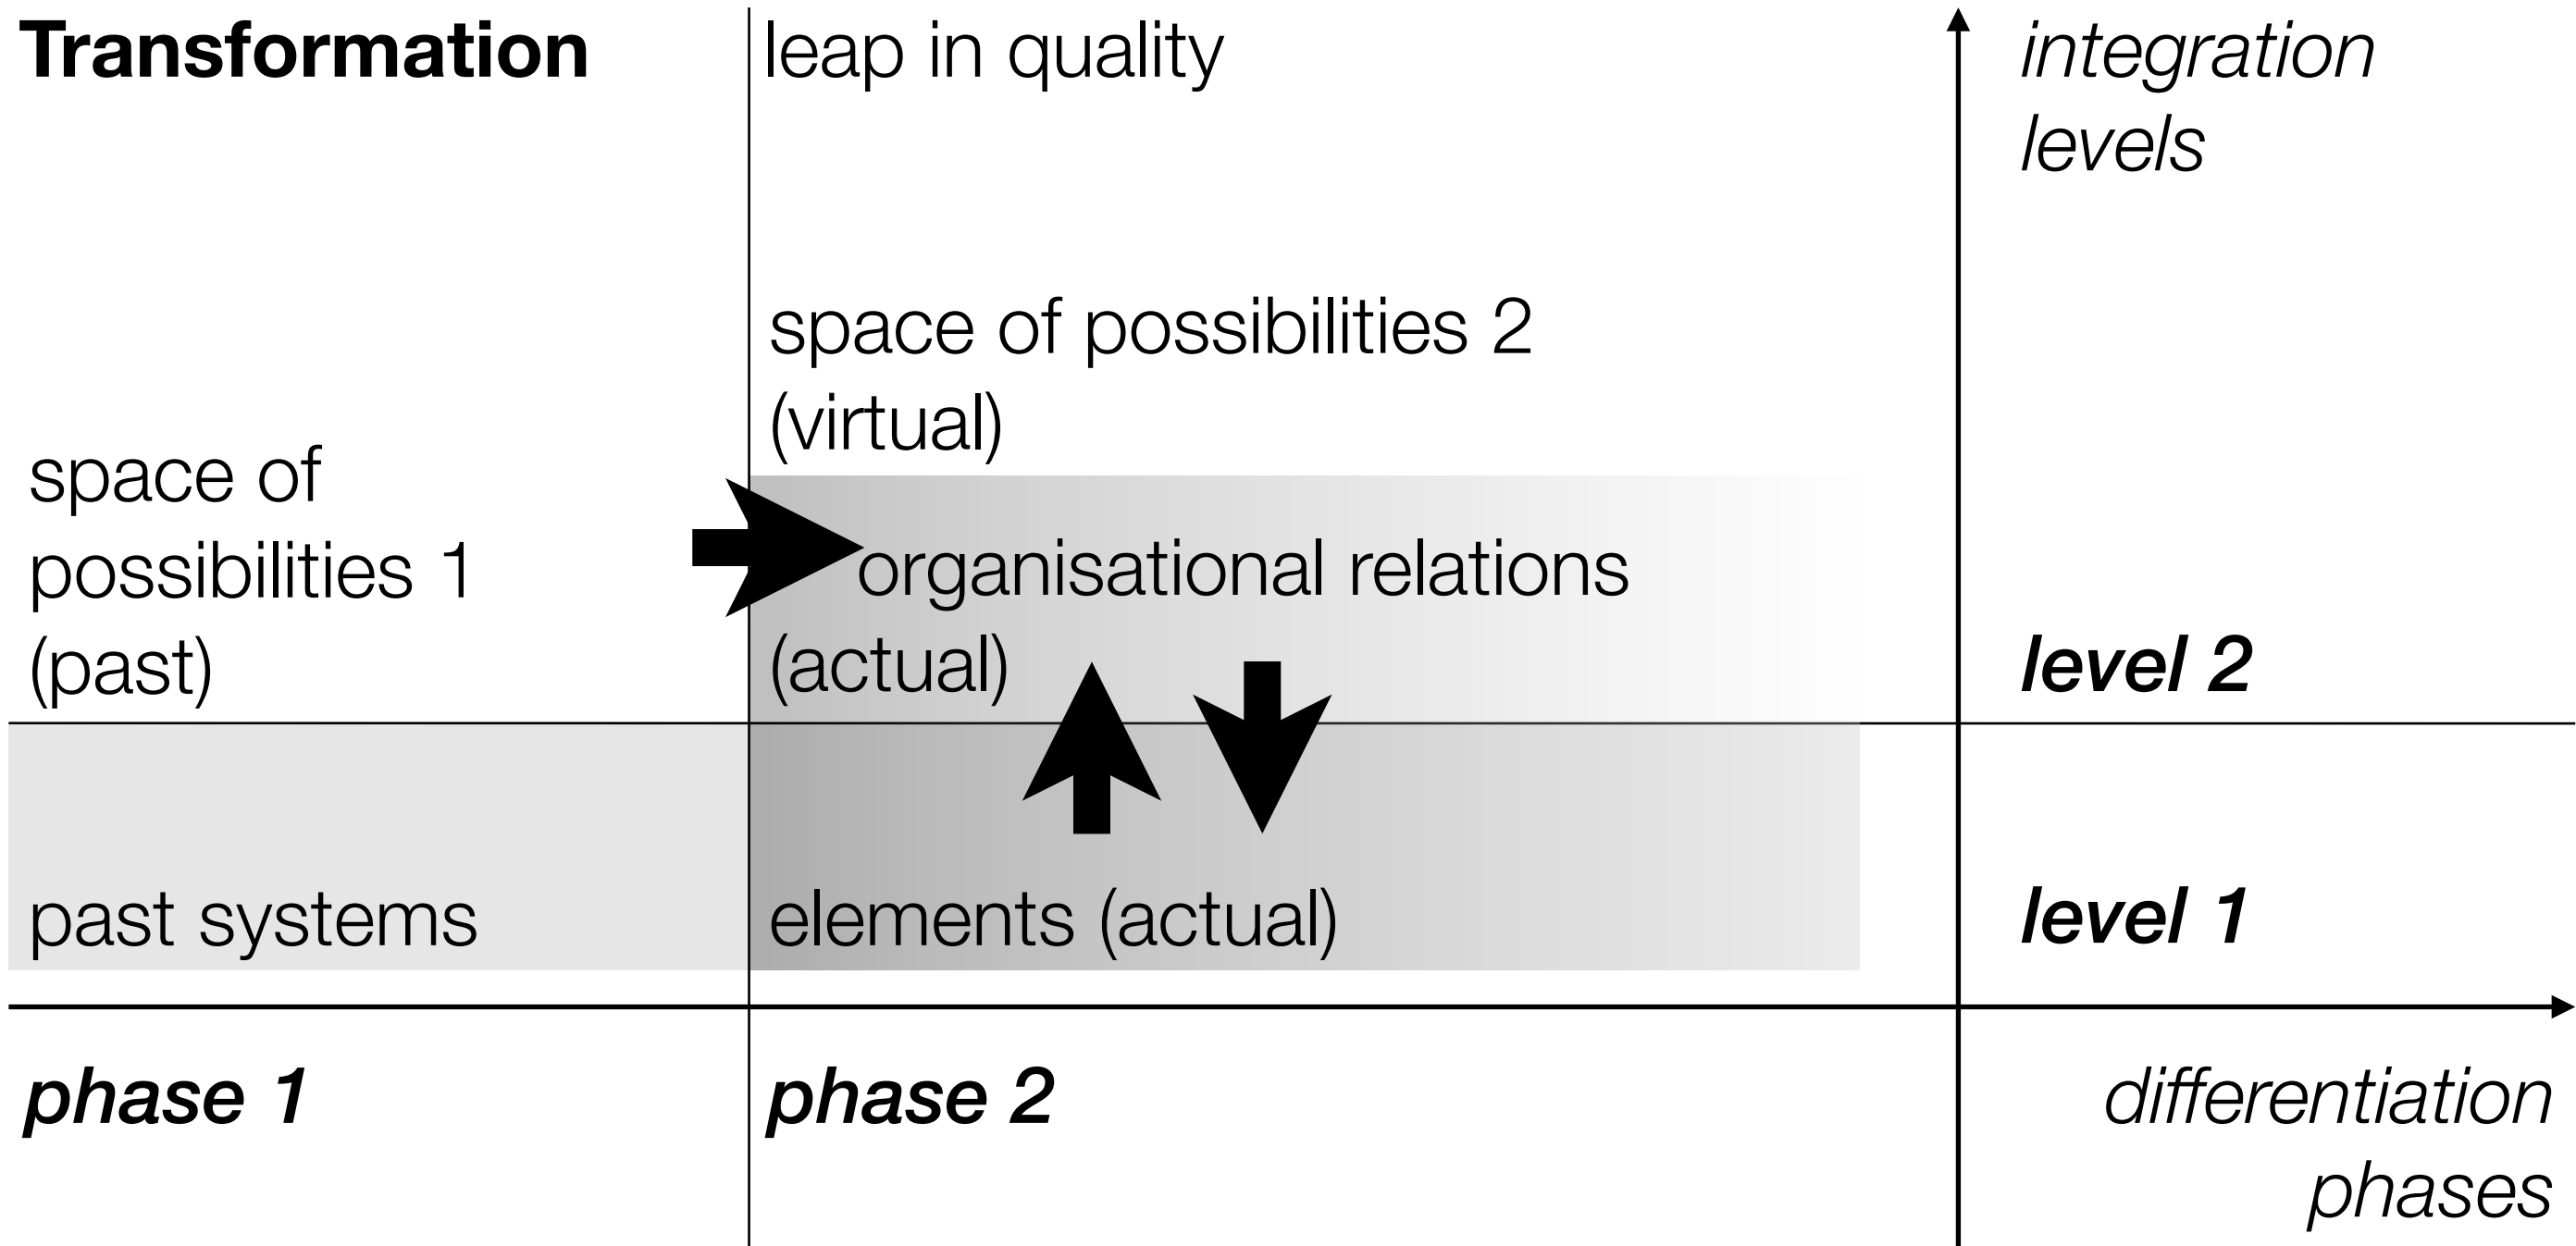 Transformation
leap in quality
integration
levels
space of possibilities 2
(virtual)
space of
possibilities 1
(past)
organisational relations
(actual)
level 2
past systems
elements (actual)
level 1
phase 1
phase 2
differentiation
phases